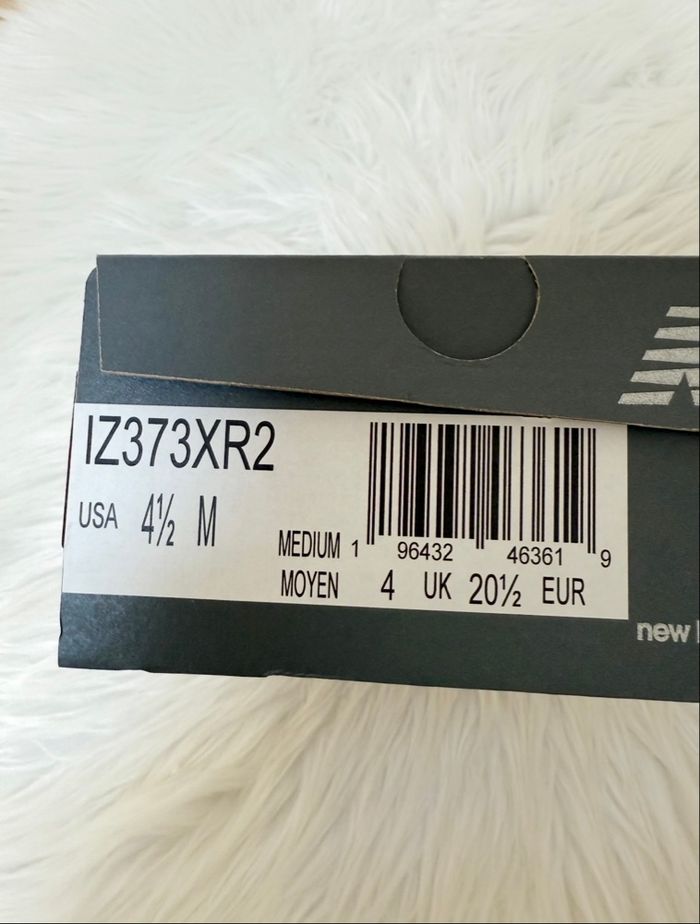 IZ373XR2
USA 4½ M
1 96432 46361 9
MEDIUM
MOYEN 4 UK 20½ EUR
new